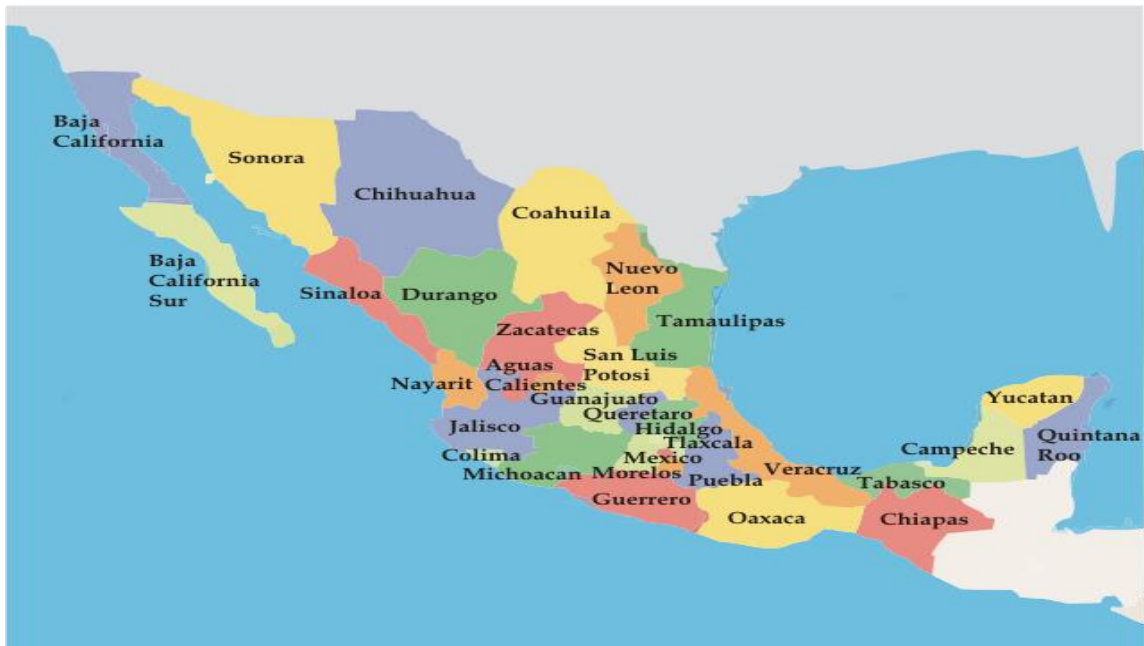 Baja
California
Sonora
Chihuahua
Coahuila
Baja
California
Sur
Sinaloa
Durango
Nuevo
Leon
Zacatecas
Tamaulipas
San Luis
Potosi
Nayarit
Aguas
Calientes
Guanajuato
Queretaro
Jalisco
Hidalgo
Tlaxcala
Colima
Mexico
Michoacan
Morelos
Puebla
Veracruz
Guerrero
Oaxaca
Tabasco
Chiapas
Campeche
Yucatan
Quintana
Roo